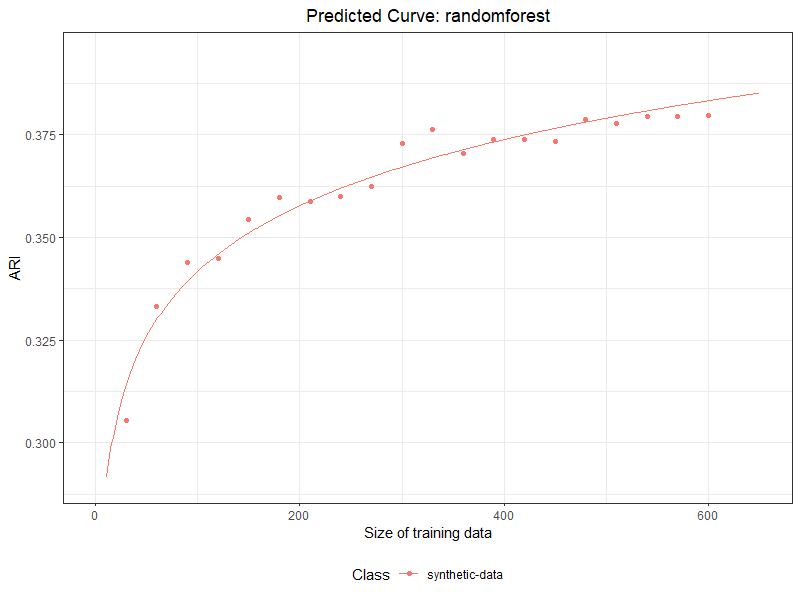 Predicted Curve: randomforest
ARI
0.375
0.350
0.325
0.300
0 200 400 600
Size of training data
Class synthetic-data